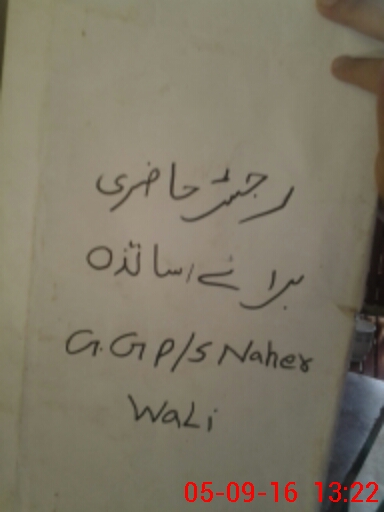 رجسٹر حاضری
برائے اساتذہ
G.G P/S Naher
Wali
05-09-16 13:22